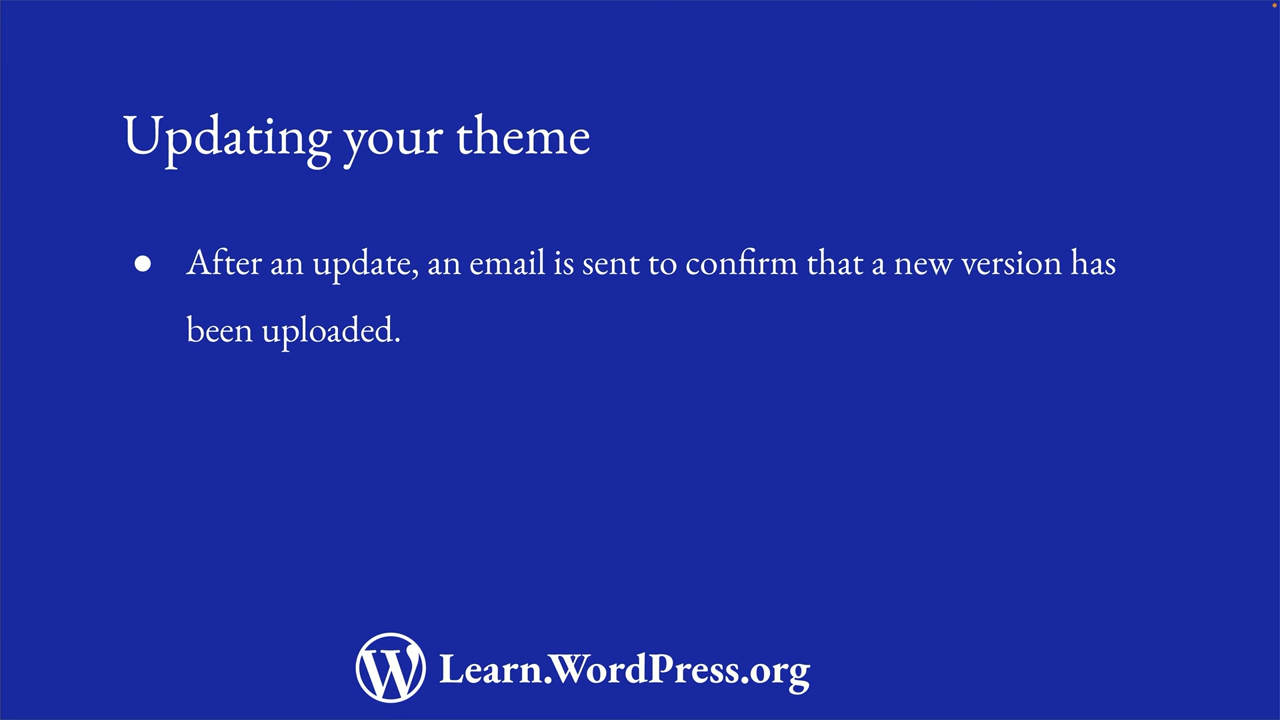 Updating your theme
● After an update, an email is sent to confirm that a new version has
been uploaded.
Learn.WordPress.org